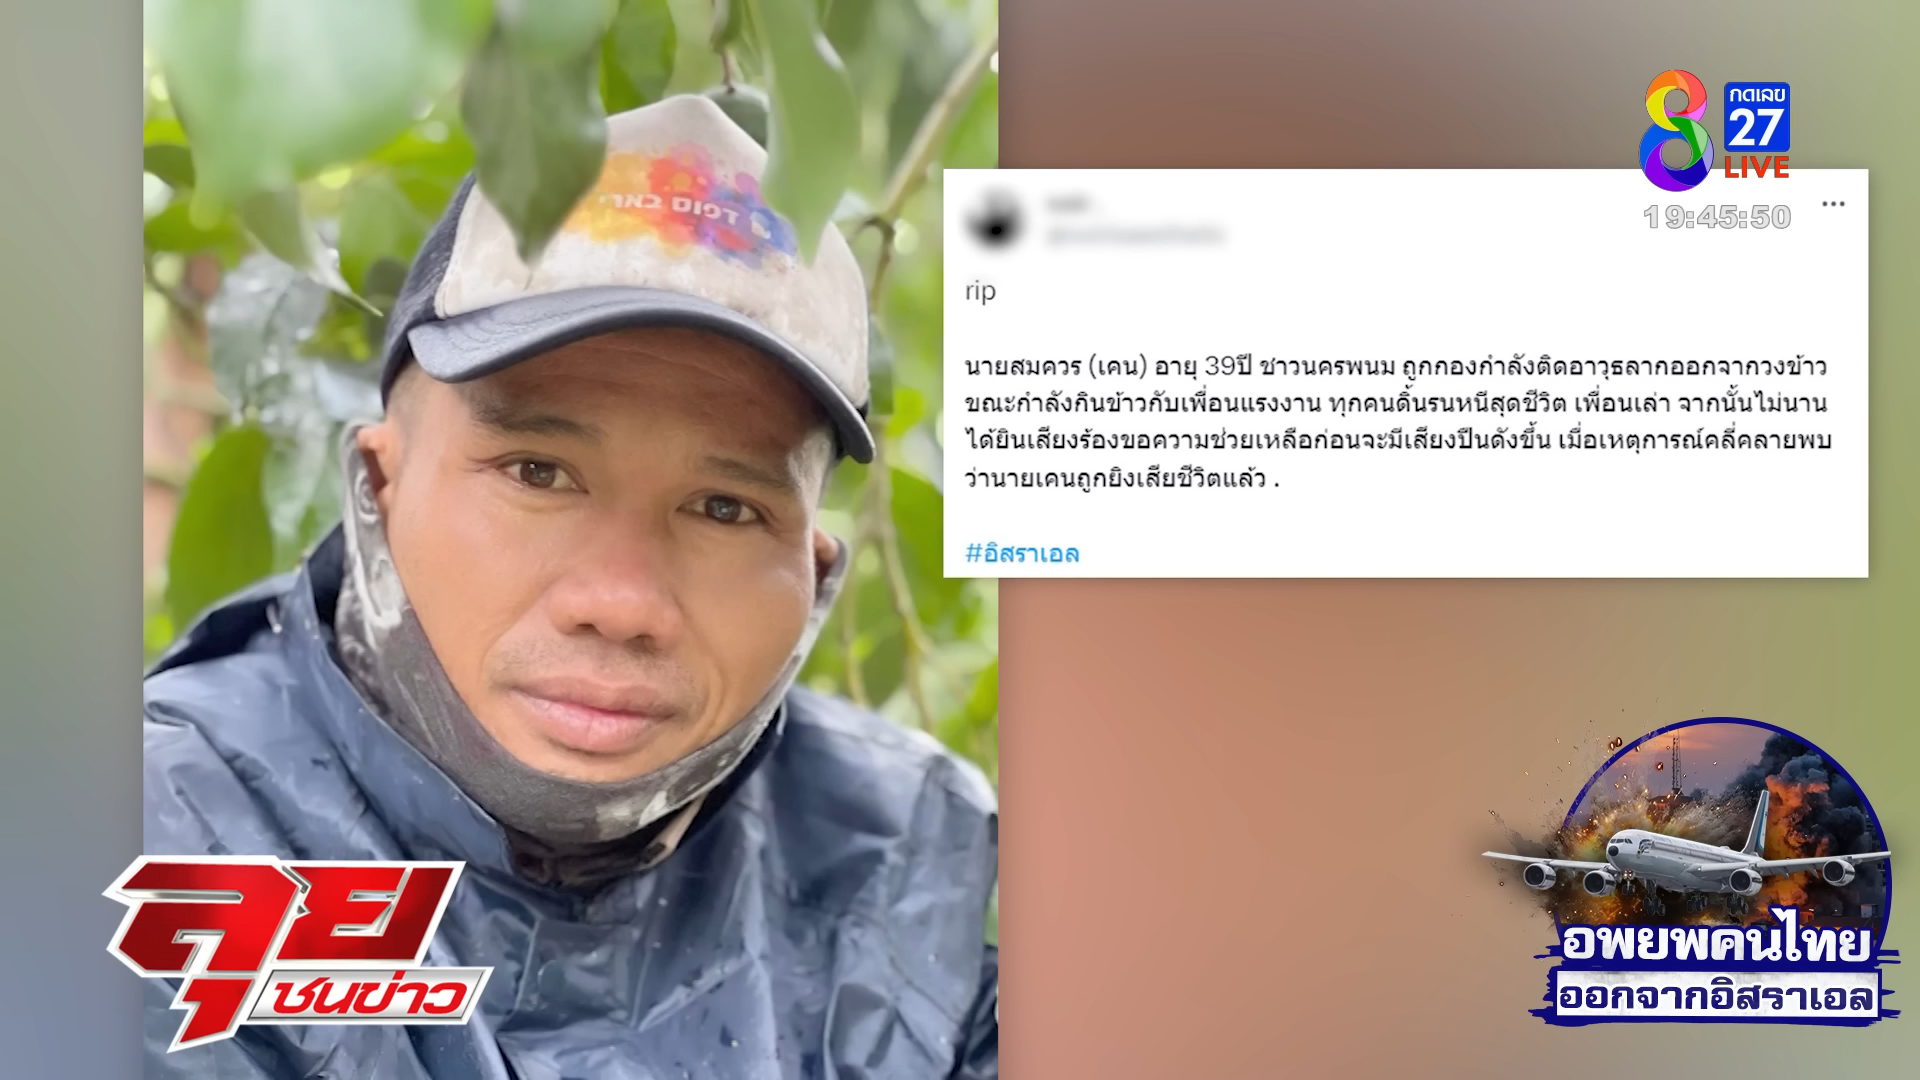 กดเลข
27
LIVE
19:45:50
דפוס באר
rip
นายสมควร (เคน) อายุ 39ปี ชาวนครพนม ถูกกองกำลังติดอาวุธลากออกจากวงข้าว
ขณะกำลังกินข้าวกับเพื่อนแรงงาน ทุกคนดิ้นรนหนีสุดชีวิต เพื่อนเล่า จากนั้นไม่นาน
ได้ยินเสียงร้องขอความช่วยเหลือก่อนจะมีเสียงปืนดังขึ้น เมื่อเหตุการณ์คลี่คลายพบ
ว่านายเคนถูกยิงเสียชีวิตแล้ว .
#อิสราเอล
ลุย
ชนข่าว
อพยพคนไทย
ออกจากอิสราเอล